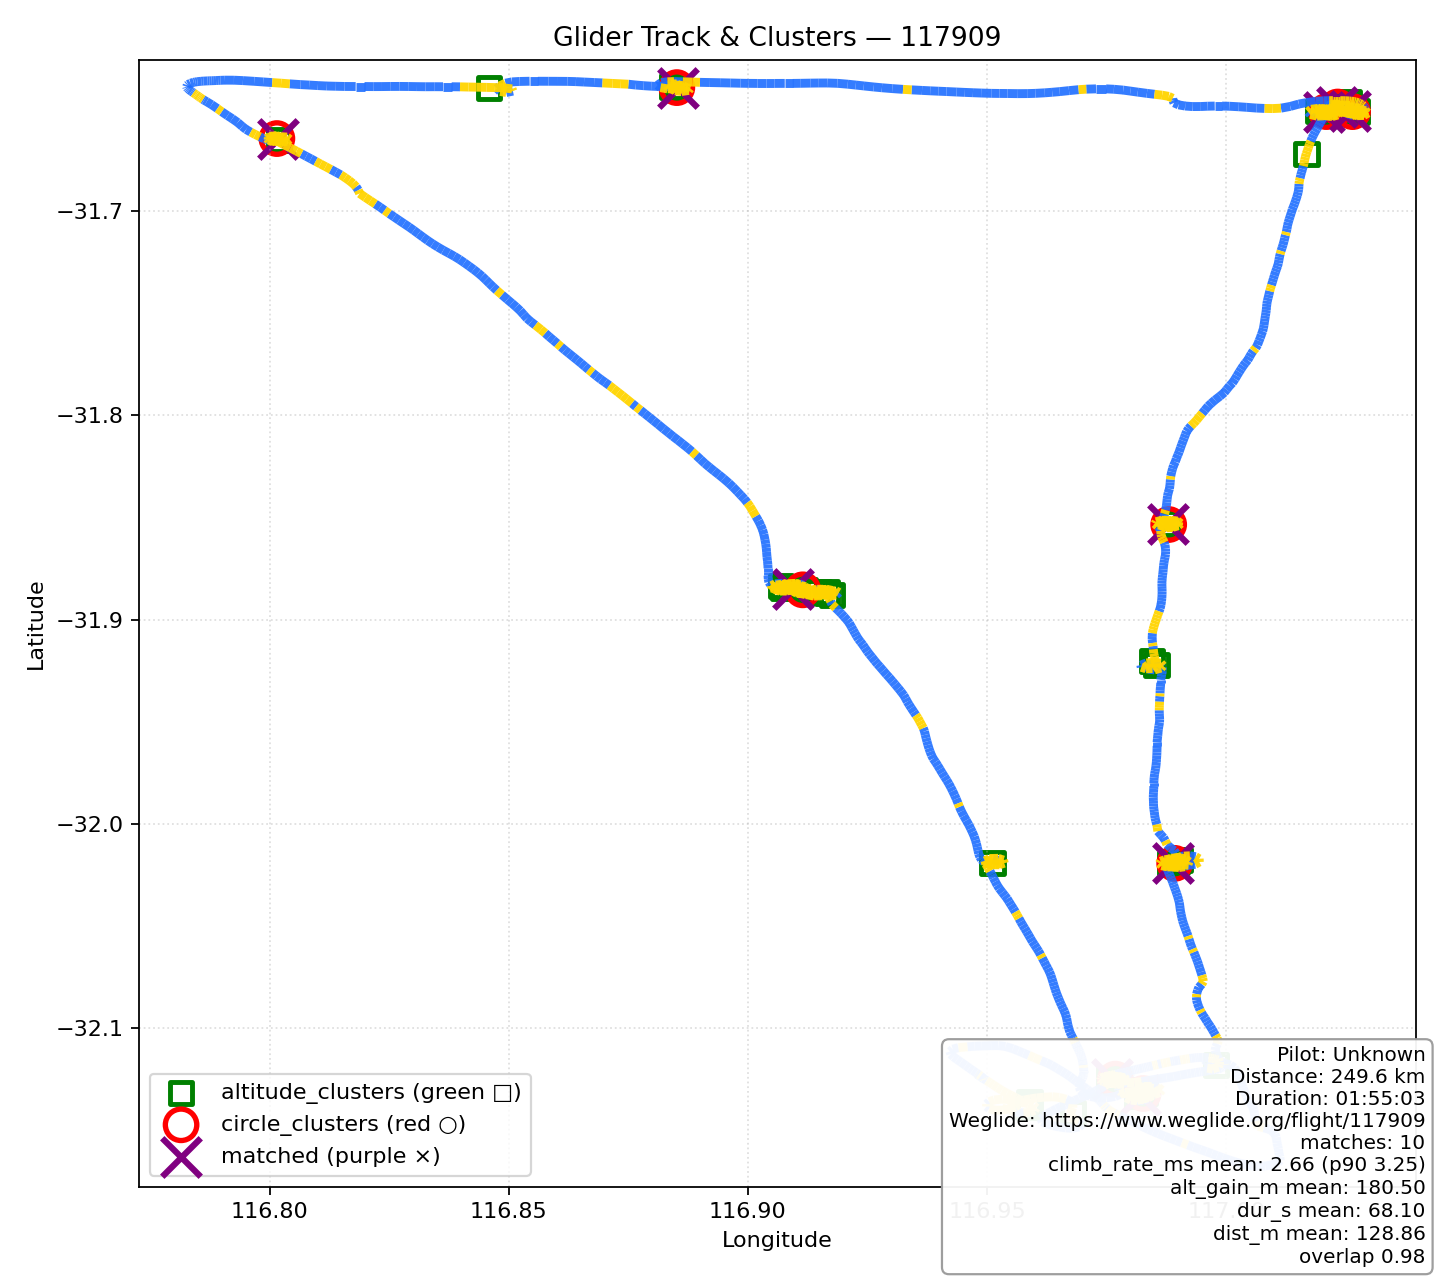 Glider Track & Clusters — 117909
Latitude
−31.7
−31.8
−31.9
−32.0
−32.1
altitude_clusters (green □)
circle_clusters (red ○)
matched (purple ×)
Pilot: Unknown
Distance: 249.6 km
Duration: 01:55:03
Weglide: https://www.weglide.org/flight/117909
matches: 10
climb_rate_ms mean: 2.66 (p90 3.25)
alt_gain_m mean: 180.50
dur_s mean: 68.10
dist_m mean: 128.86
overlap 0.98
116.80 116.85 116.90 116.95
Longitude